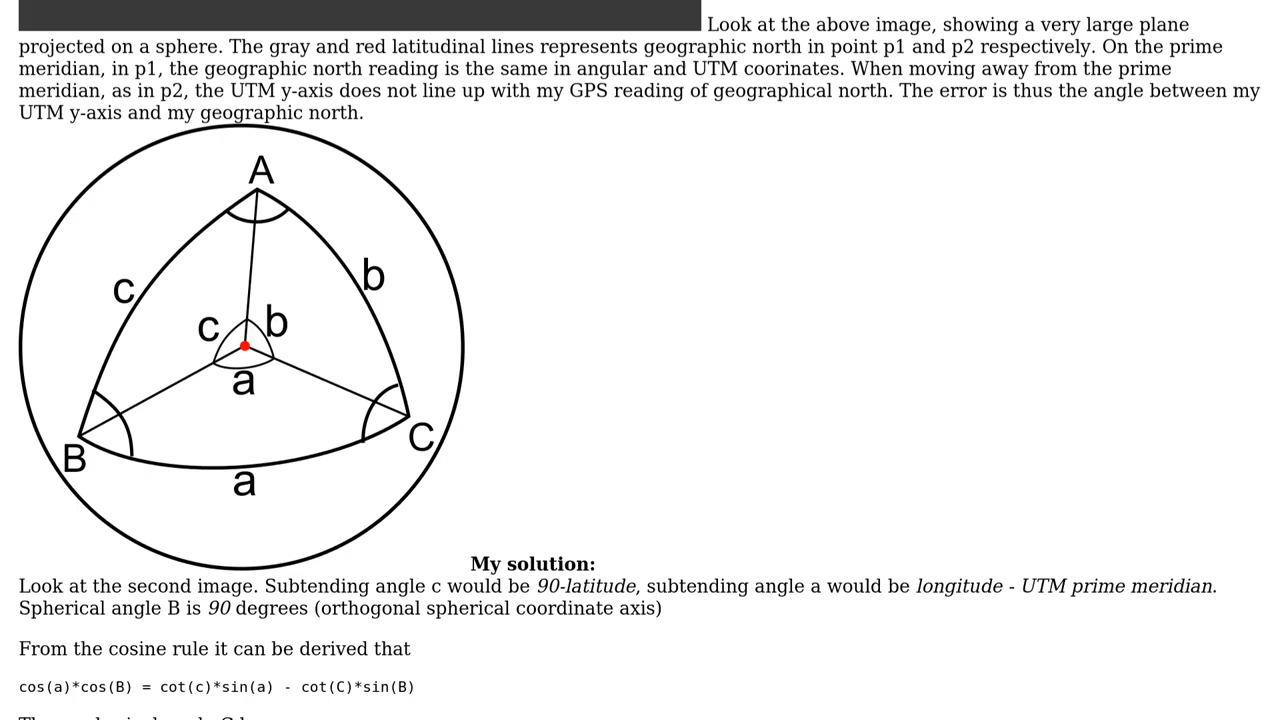 Look at the above image, showing a very large plane
projected on a sphere. The gray and red latitudinal lines represents geographic north in point p1 and p2 respectively. On the prime
meridian, in p1, the geographic north reading is the same in angular and UTM coorinates. When moving away from the prime
meridian, as in p2, the UTM y-axis does not line up with my GPS reading of geographical north. The error is thus the angle between my
UTM y-axis and my geographic north.
A
c
b
c
b
a
B
C
a
My solution:
Look at the second image. Subtending angle c would be 90-latitude, subtending angle a would be longitude - UTM prime meridian.
Spherical angle B is 90 degrees (orthogonal spherical coordinate axis)
From the cosine rule it can be derived that
cos(a)*cos(B) = cot(c)*sin(a) - cot(C)*sin(B)